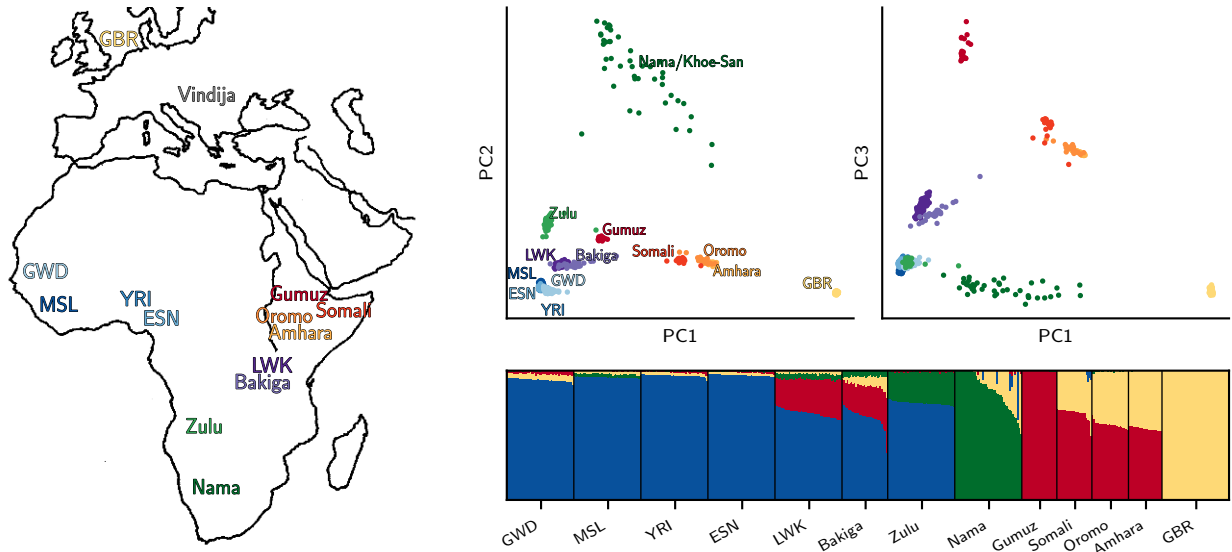 GBR
Vindija
GWD
MSL
YRI
ESN
Gumuz
Somali
Oromo
Amhara
LWK
Bakiga
Zulu
Nama
PC2
Nama/Khoe-San
Zulu
Gumuz
LWK
Bakiga
Somali
Oromo
Amhara
MSL
GWD
ESN
YRI
GBR
PC1
PC3
PC1
GWD
MSL
YRI
ESN
LWK
Bakiga
Zulu
Nama
Gumuz
Somali
Oromo
Amhara
GBR